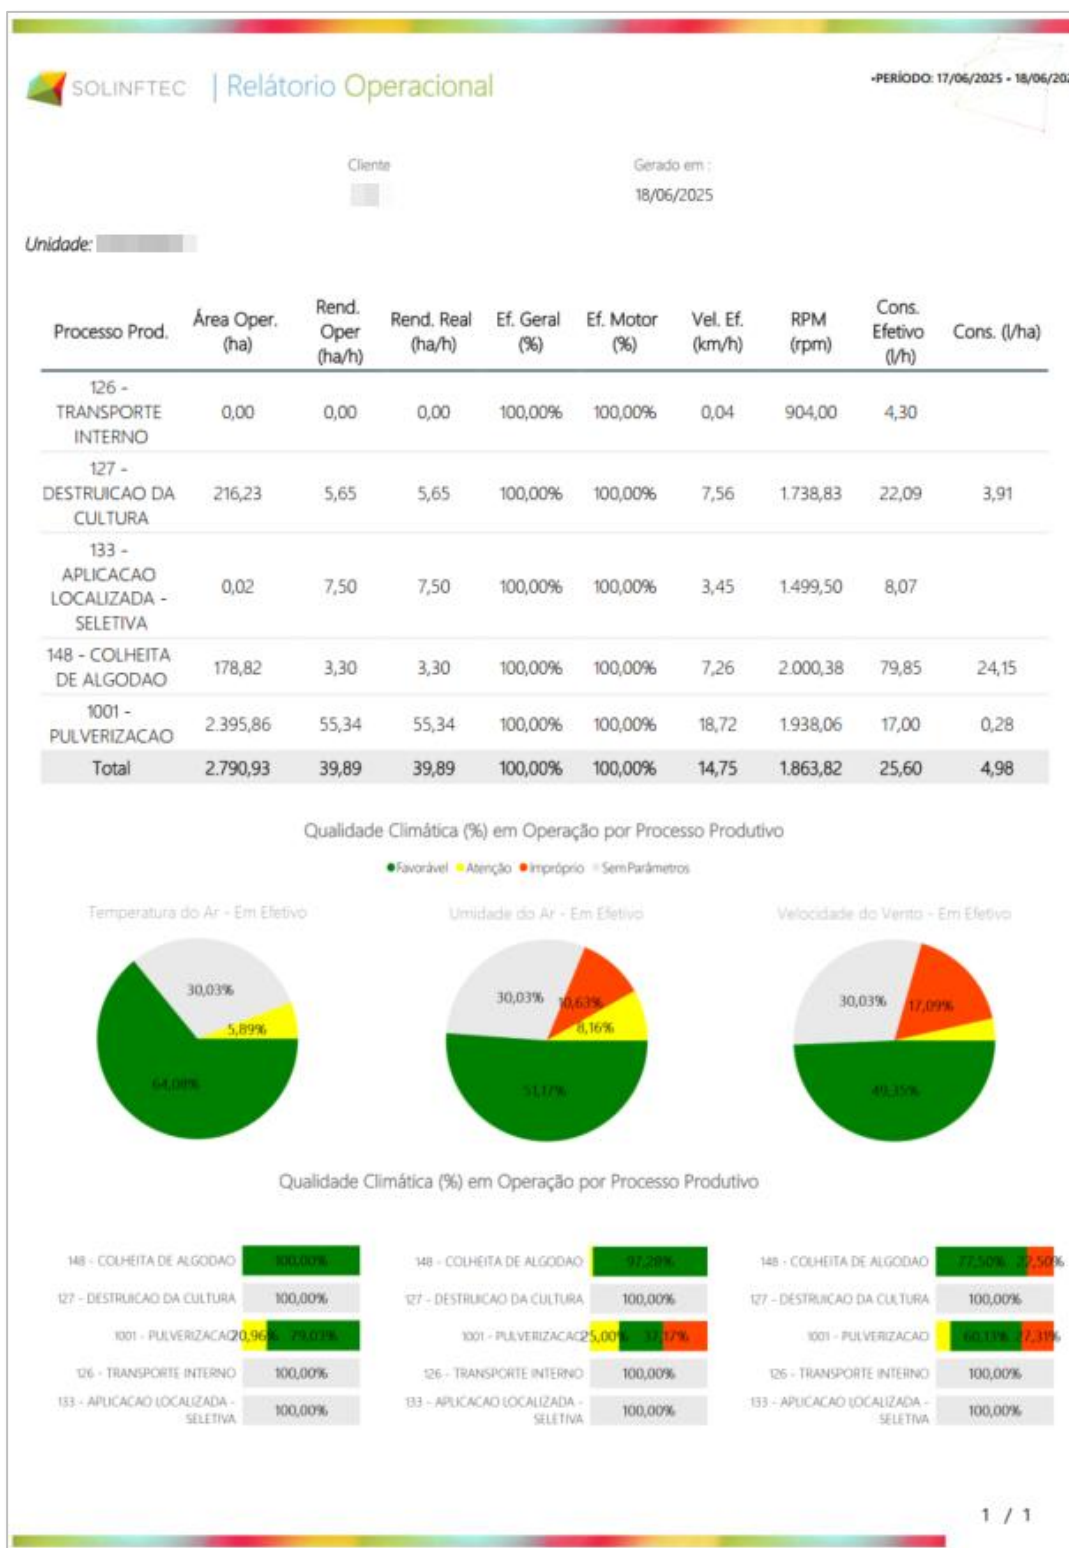 SOLINFTEC | Relátorio Operacional
•PERÍODO: 17/06/2025 - 18/06/202
Cliente
Gerado em :
18/06/2025
Unidade:
Processo Prod. Área Oper. (ha) Rend. Oper (ha/h) Rend. Real (ha/h) Ef. Geral (%) Ef. Motor (%) Vel. Ef. (km/h) RPM (rpm) Cons. Efetivo (l/h) Cons. (l/ha)
126 - TRANSPORTE INTERNO 0,00 0,00 0,00 100,00% 100,00% 0,04 904,00 4,30
127 - DESTRUICAO DA CULTURA 216,23 5,65 5,65 100,00% 100,00% 7,56 1.738,83 22,09 3,91
133 - APLICACAO LOCALIZADA - SELETIVA 0,02 7,50 7,50 100,00% 100,00% 3,45 1.499,50 8,07
148 - COLHEITA DE ALGODAO 178,82 3,30 3,30 100,00% 100,00% 7,26 2.000,38 79,85 24,15
1001 - PULVERIZACAO 2.395,86 55,34 55,34 100,00% 100,00% 18,72 1.938,06 17,00 0,28
Total 2.790,93 39,89 39,89 100,00% 100,00% 14,75 1.863,82 25,60 4,98
Qualidade Climática (%) em Operação por Processo Produtivo
Favorável Atenção Impróprio Sem Parâmetros
Temperatura do Ar - Em Efetivo
30,03%
5,89%
64,08%
Umidade do Ar - Em Efetivo
30,03%
10,63%
8,16%
51,17%
Velocidade do Vento - Em Efetivo
30,03%
17,09%
49,35%
Qualidade Climática (%) em Operação por Processo Produtivo
148 - COLHEITA DE ALGODAO 100,00%
127 - DESTRUICAO DA CULTURA 100,00%
1001 - PULVERIZACAO 20,96% 79,03%
126 - TRANSPORTE INTERNO 100,00%
133 - APLICACAO LOCALIZADA - SELETIVA 100,00%
148 - COLHEITA DE ALGODAO 97,28%
127 - DESTRUICAO DA CULTURA 100,00%
1001 - PULVERIZACAO 25,00% 37,17%
126 - TRANSPORTE INTERNO 100,00%
133 - APLICACAO LOCALIZADA - SELETIVA 100,00%
148 - COLHEITA DE ALGODAO 77,50% 22,50%
127 - DESTRUICAO DA CULTURA 100,00%
1001 - PULVERIZACAO 60,13% 27,31%
126 - TRANSPORTE INTERNO 100,00%
133 - APLICACAO LOCALIZADA - SELETIVA 100,00%
1 / 1